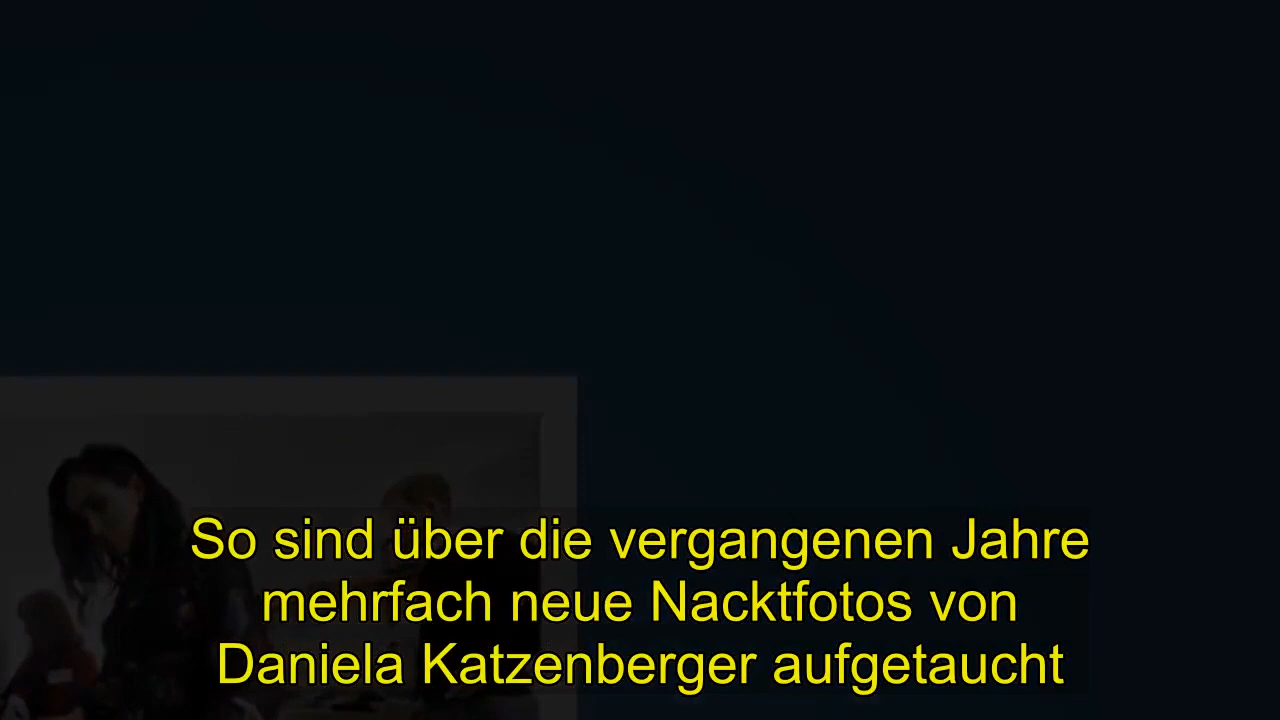 So sind über die vergangenen Jahre
mehrfach neue Nacktfotos von
Daniela Katzenberger aufgetaucht